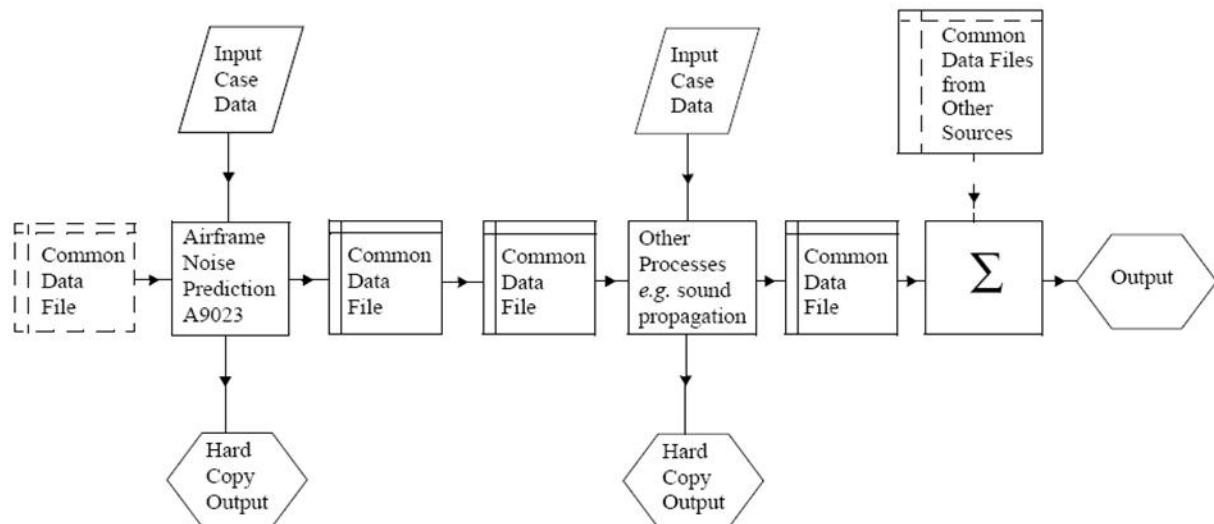 Input
Case
Data
Input
Case
Data
Common
Data Files
from
Other
Sources
Common
Data
File
Airframe
Noise
Prediction
A9023
Common
Data
File
Common
Data
File
Other
Processes
e.g. sound
propagation
Common
Data
File
Σ
Output
Hard
Copy
Output
Hard
Copy
Output